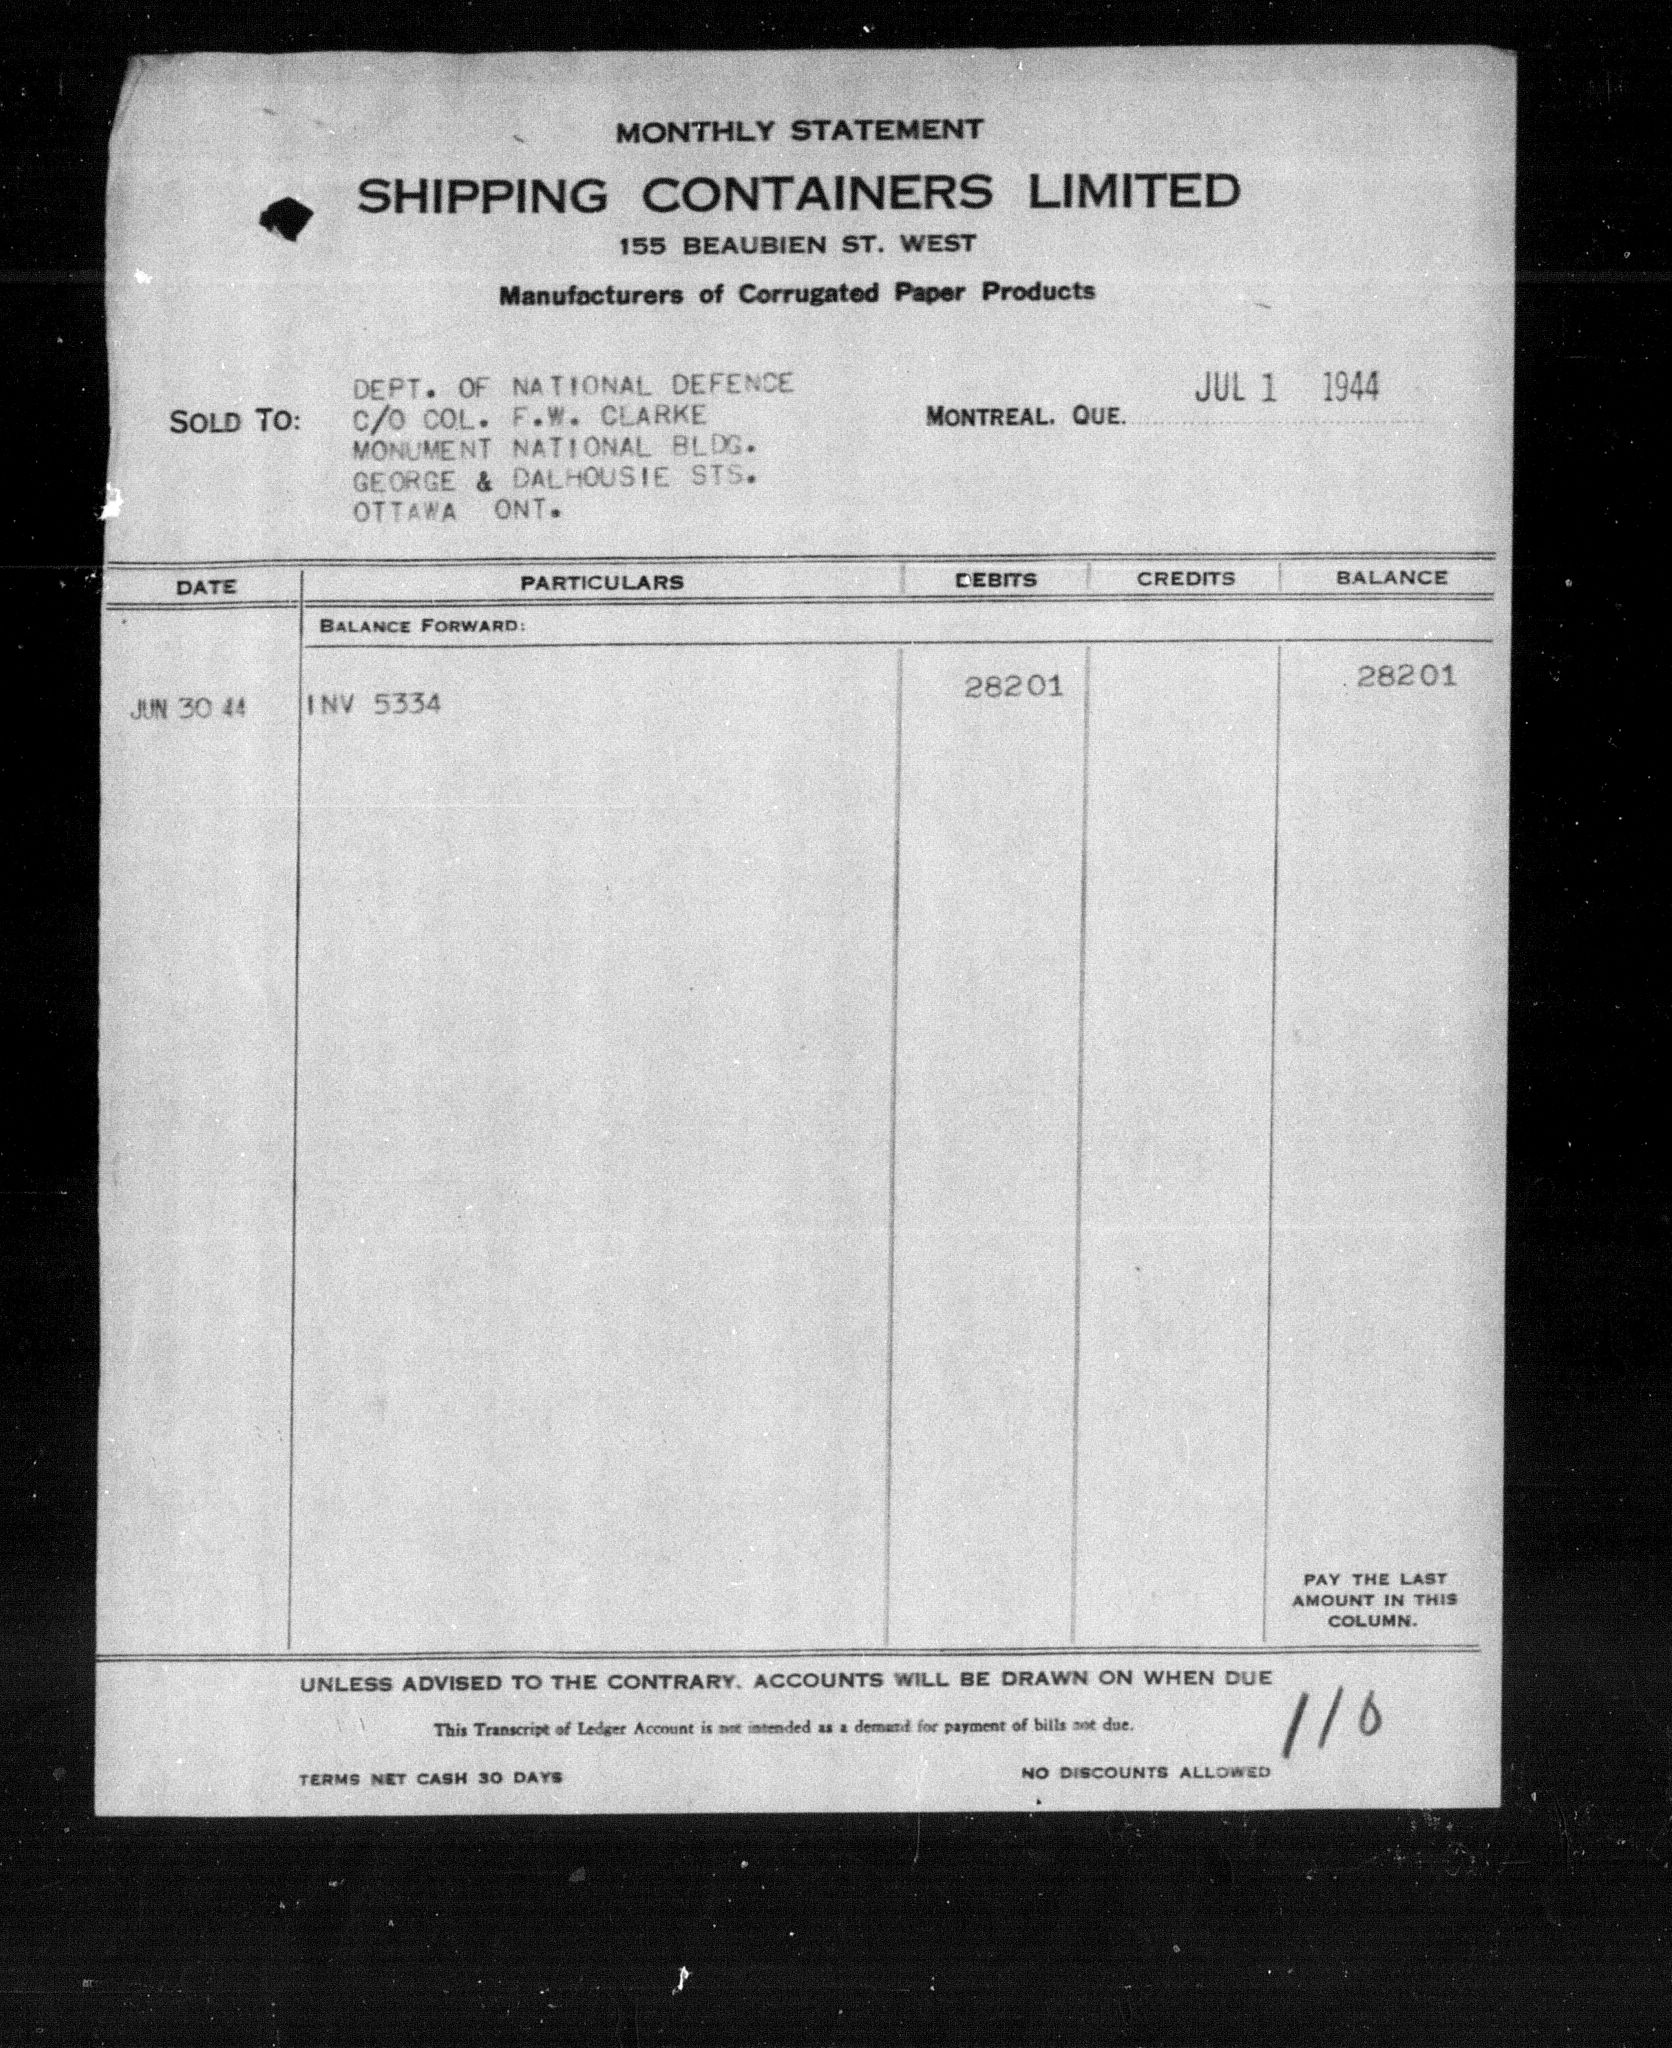 MONTHLY STATEMENT
SHIPPING CONTAINERS LIMITED
155 BEAUBIEN ST. WEST
Manufacturers of Corrugated Paper Products
SOLD TO:
DEPT. OF NATIONAL DEFENCE
C/O COL. F.W. CLARKE
MONUMENT NATIONAL BLDG.
GEORGE & DALHOUSIE STS.
OTTAWA ONT.
MONTREAL, QUE. JUL 1 1944
DATE PARTICULARS DEBITS CREDITS BALANCE
BALANCE FORWARD:
JUN 30 44 INV 5334 28201 28201
PAY THE LAST
AMOUNT IN THIS
COLUMN.
UNLESS ADVISED TO THE CONTRARY, ACCOUNTS WILL BE DRAWN ON WHEN DUE
This Transcript of Ledger Account is not intended as a demand for payment of bills not due.
110
TERMS NET CASH 30 DAYS NO DISCOUNTS ALLOWED